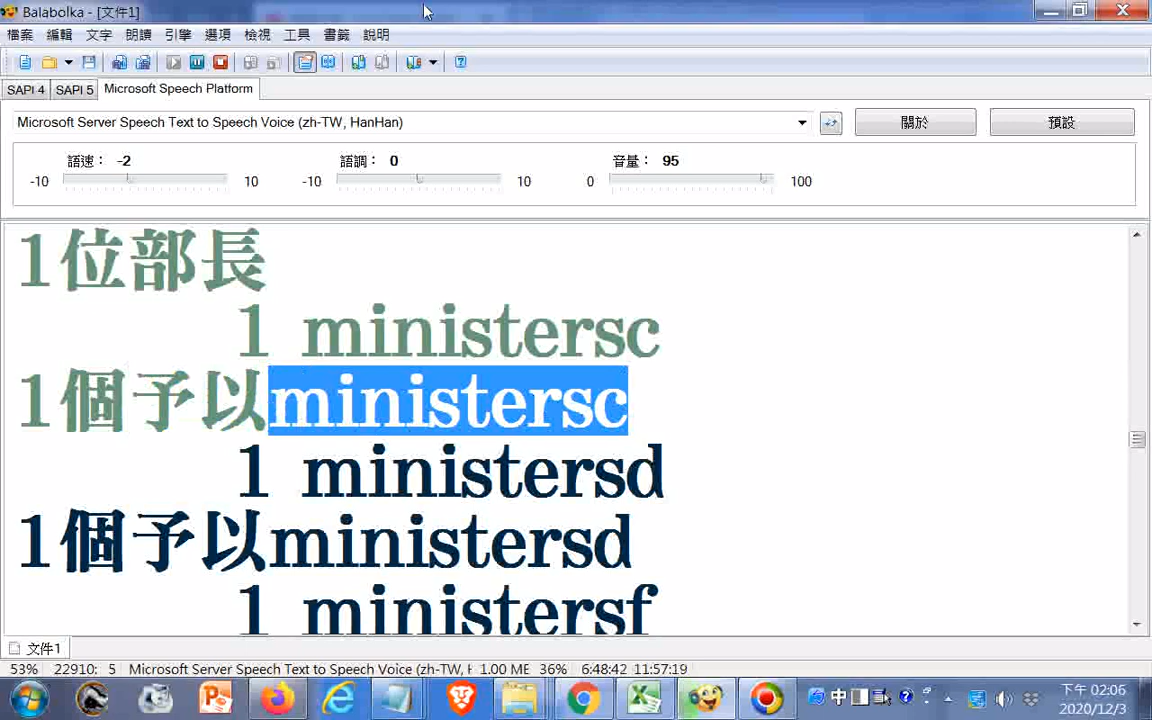 Balabolka - [文件1]
檔案 編輯 文字 朗讀 引擎 選項 檢視 工具 書籤 說明
SAPI 4 SAPI 5 Microsoft Speech Platform
Microsoft Server Speech Text to Speech Voice (zh-TW, HanHan) 關於 預設
語速： -2 語調： 0 音量： 95
-10 10 -10 10 0 100
1位部長
1 ministersc
1個予以ministersc
1 ministersd
1個予以ministersd
1 ministersf
文件1
53% 22910: 5 Microsoft Server Speech Text to Speech Voice (zh-TW, H 1.00 ME 36% 6:48:42 11:57:19
中 下午 02:06
2020/12/3